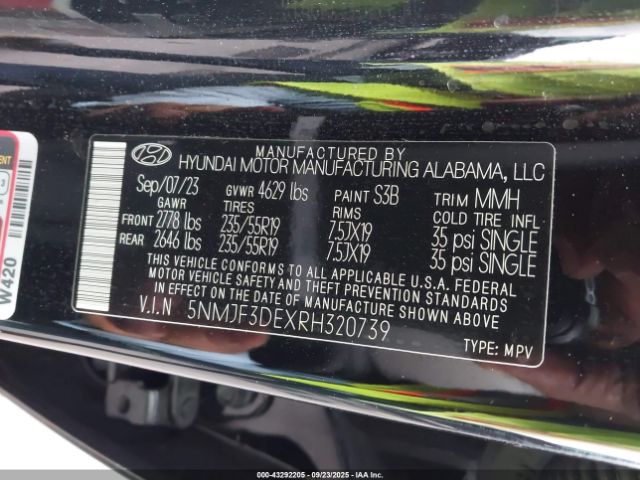 MANUFACTURED BY
HYUNDAI MOTOR MANUFACTURING ALABAMA, LLC
Sep/07/23 GVWR 4629 lbs PAINT S3B TRIM MMH
GAWR TIRES RIMS COLD TIRE INFL
FRONT 2778 lbs 235/55R19 7.5JX19 35 psi SINGLE
REAR 2646 lbs 235/55R19 7.5JX19 35 psi SINGLE
THIS VEHICLE CONFORMS TO ALL APPLICABLE U.S.A. FEDERAL
MOTOR VEHICLE SAFETY AND THEFT PREVENTION STANDARDS
IN EFFECT ON THE DATE OF MANUFACTURE SHOWN ABOVE
V.I.N 5NMJF3DEXRH320739
TYPE: MPV
W420
000-43292205 - 09/23/2025 - IAA INC.